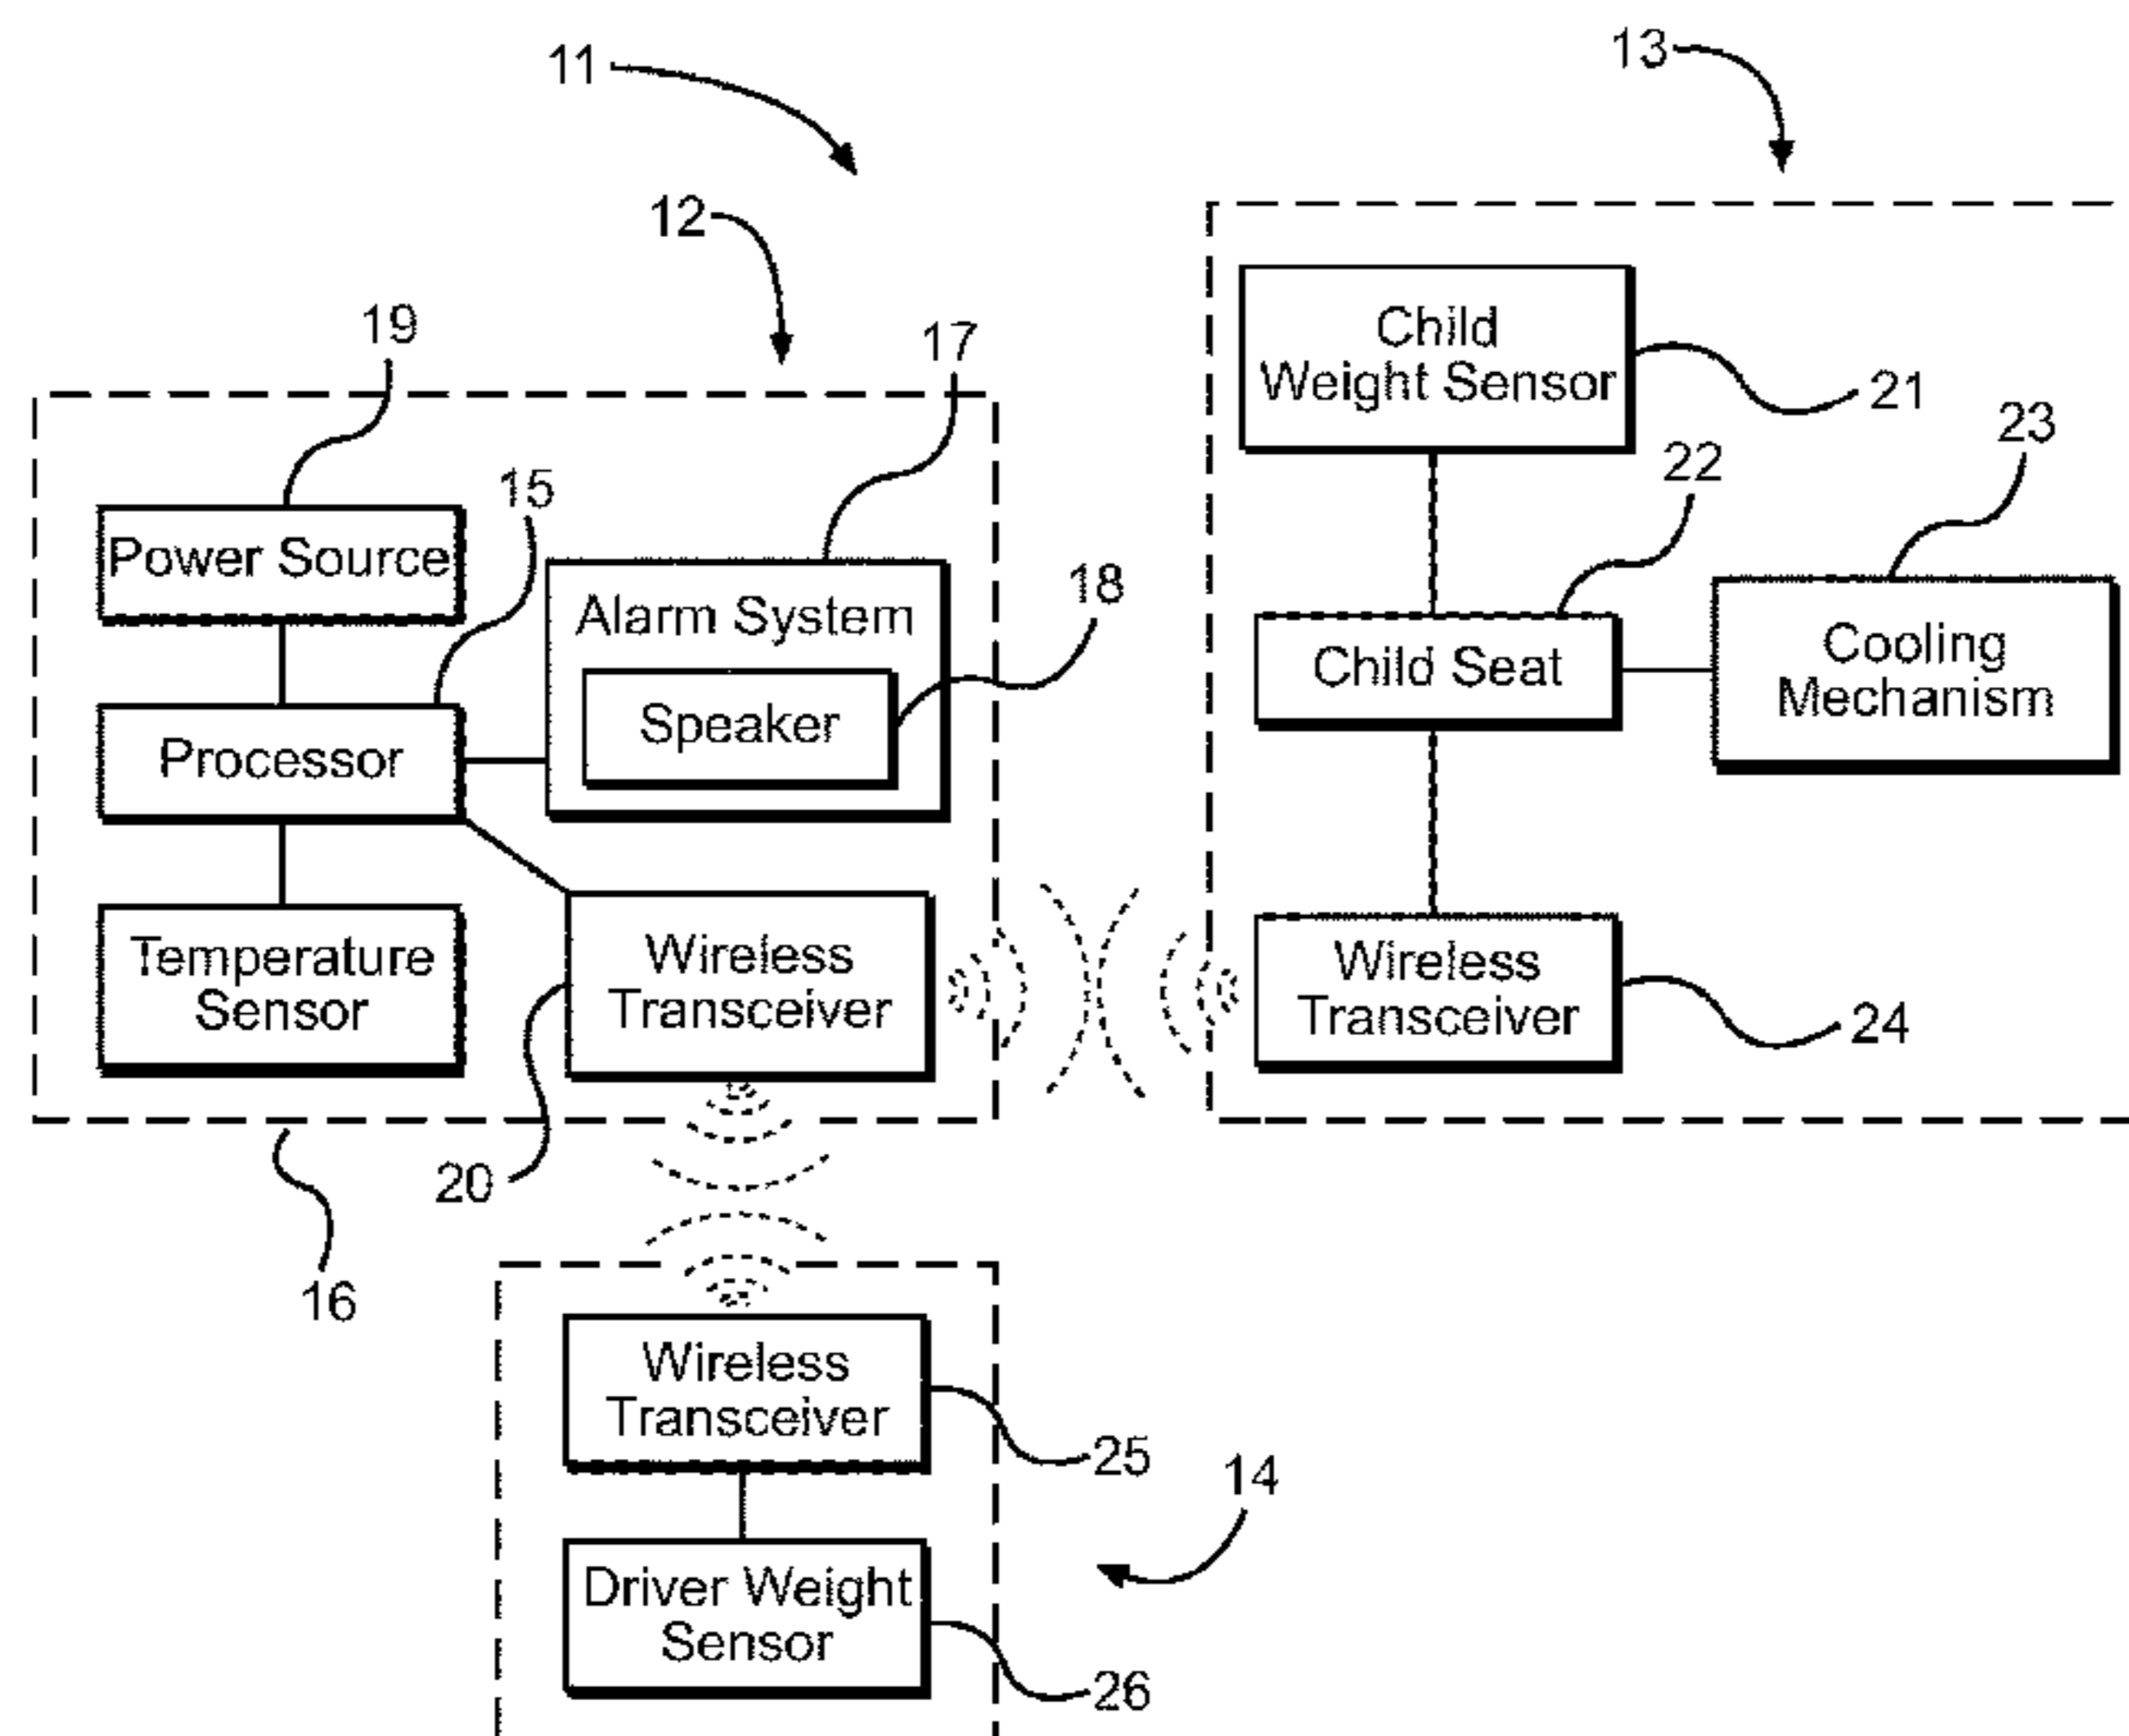 11
13
12
19
17
Child
Weight Sensor
21
23
15
22
Power Source
18
Alarm System
Child Seat
Cooling
Mechanism
Speaker
Processor
Temperature
Sensor
Wireless
Transceiver
Wireless
Transceiver
24
20
16
Wireless
Transceiver
25
14
Driver Weight
Sensor
26